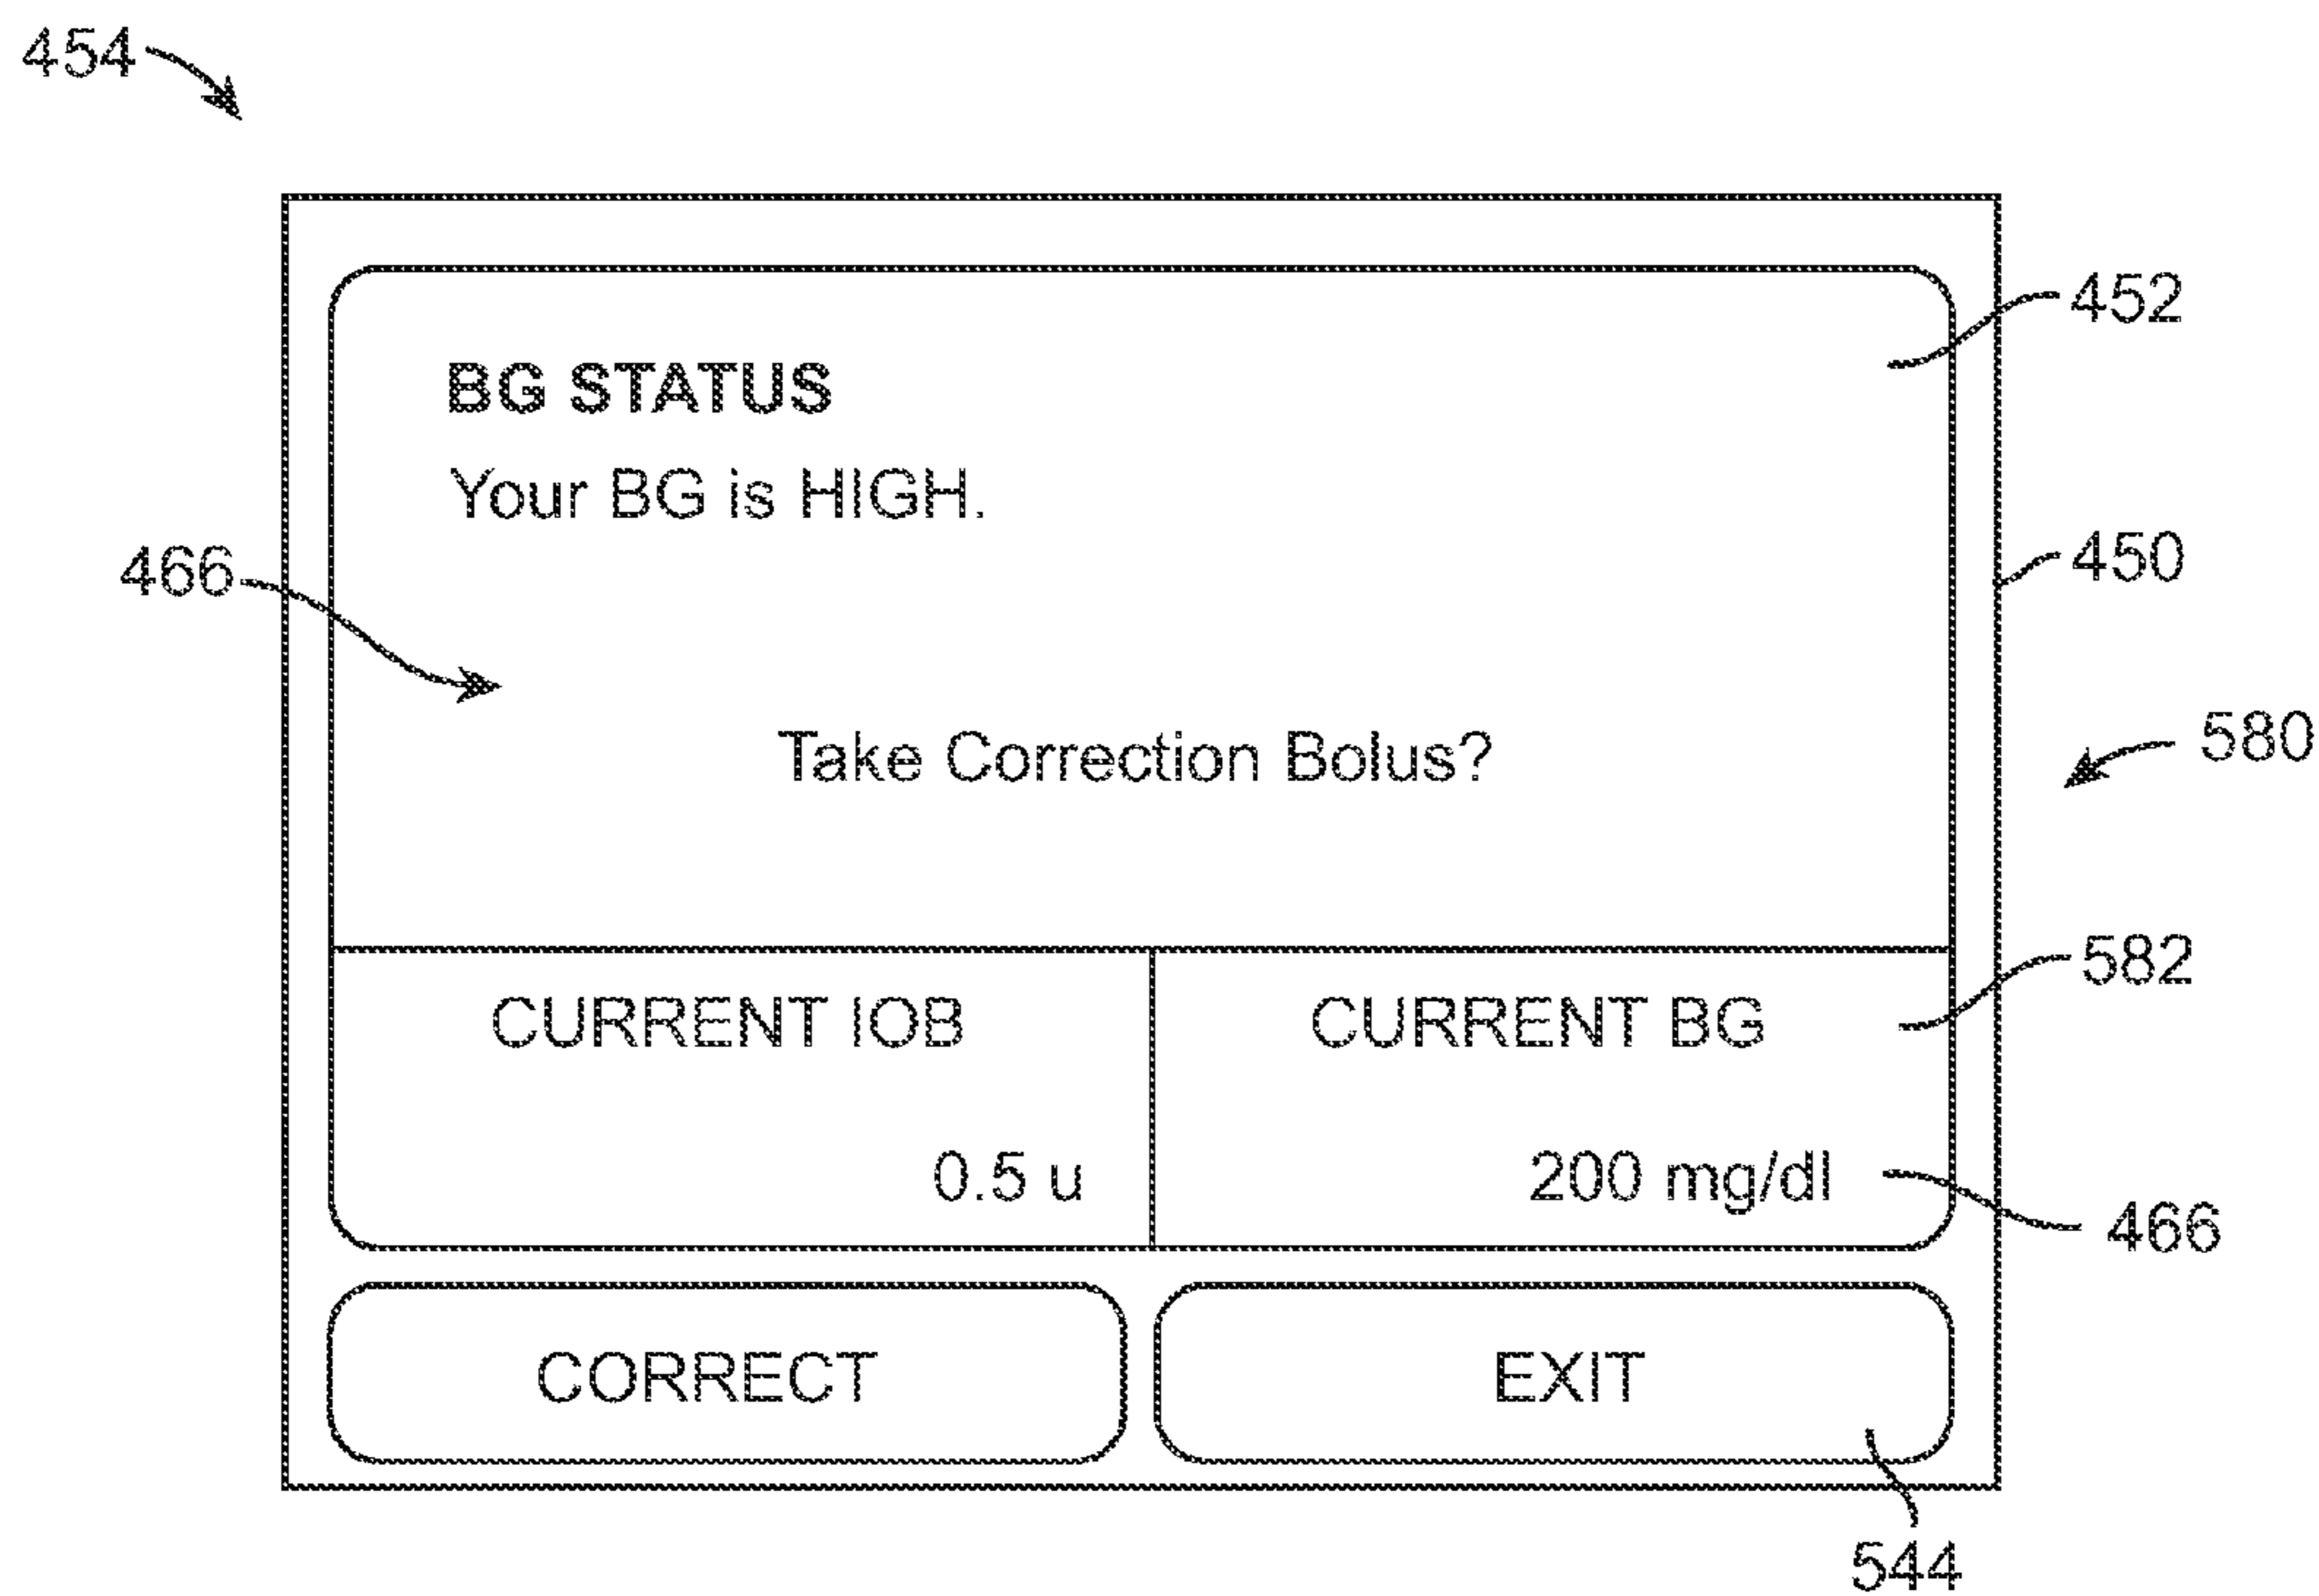 454
452
BG STATUS
Your BG is HIGH.
450
466
580
Take Correction Bolus?
582
CURRENT IOB
CURRENT BG
0.5 u
200 mg/dl
466
CORRECT
EXIT
544